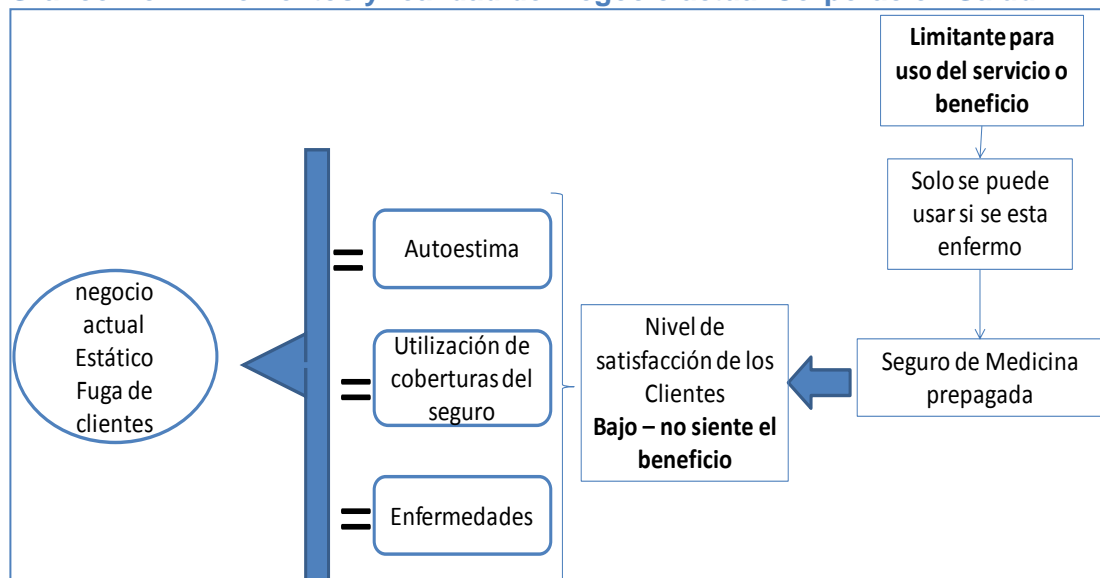 Limitante para
uso del servicio o
beneficio
Solo se puede
usar si se esta
enfermo
Seguro de Medicina
prepagada
Nivel de
satisfacción de los
Clientes
Bajo – no siente el
beneficio
=
Autoestima
=
Utilización de
coberturas del
seguro
=
Enfermedades
negocio
actual
Estático
Fuga de
clientes